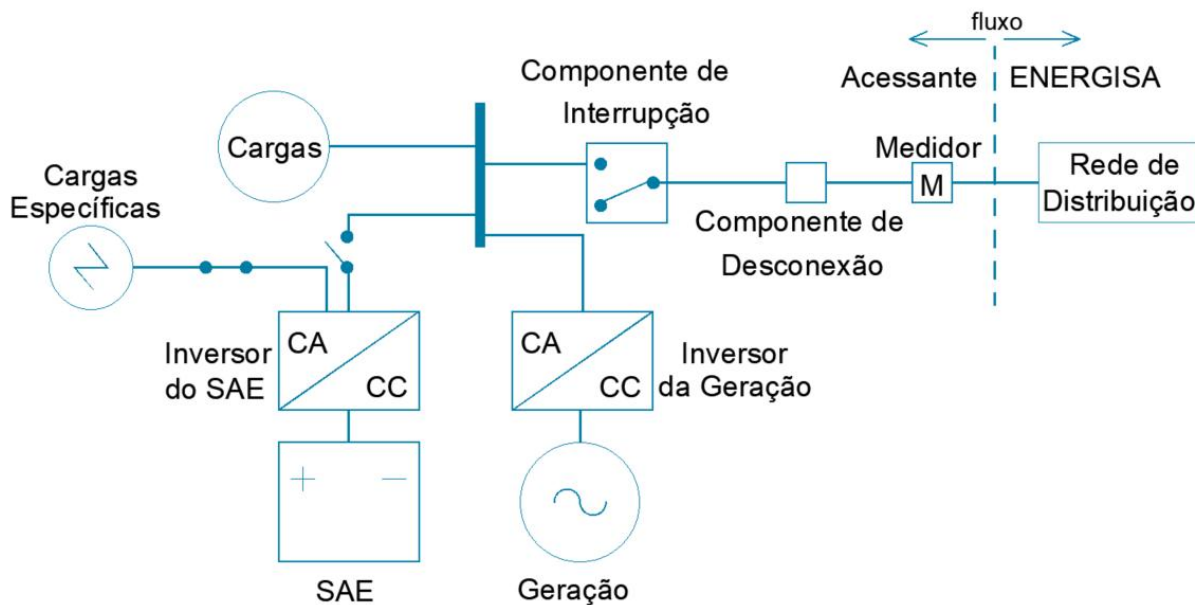 fluxo
Acessante
ENERGISA
Componente de
Interrupção
Cargas
Medidor
M
Rede de
Distribuição
Cargas
Específicas
Componente de
Desconexão
CA
CC
Inversor
do SAE
CA
CC
Inversor
da Geração
+ −
SAE
Geração